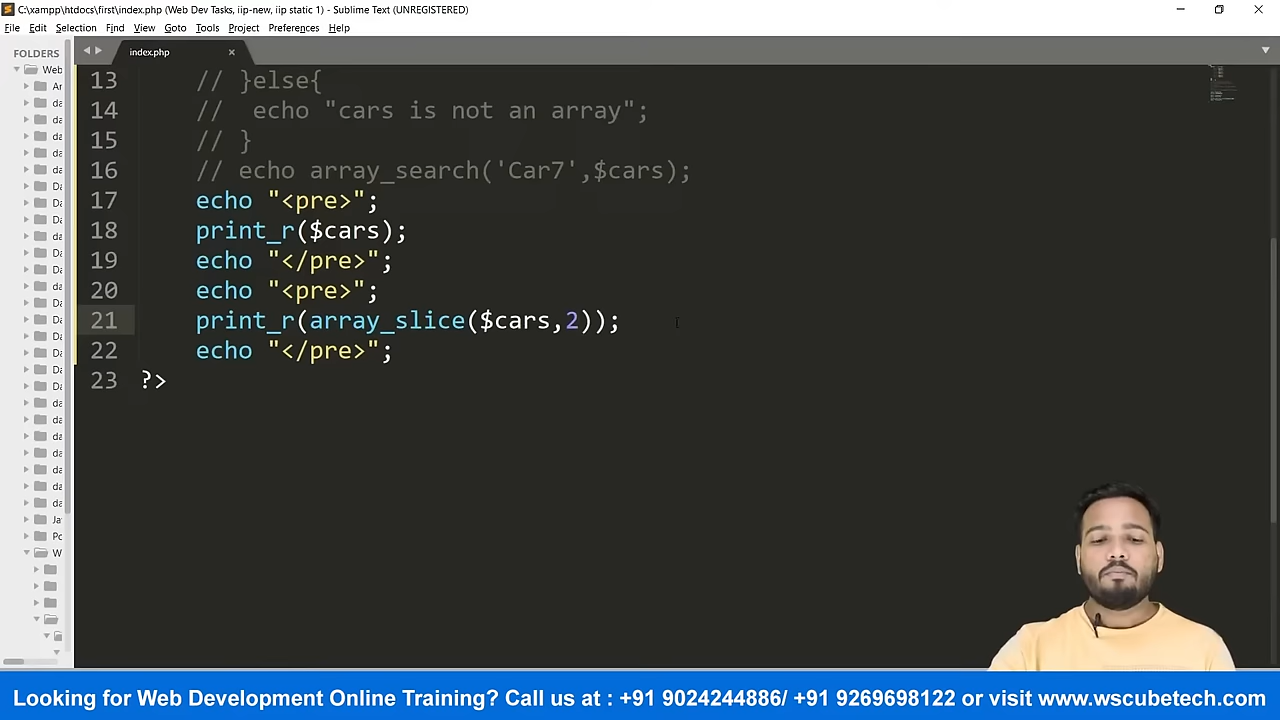 C:\xampp\htdocs\first\index.php (Web Dev Tasks, iip-new, iip static 1) - Sublime Text (UNREGISTERED)
File Edit Selection Find View Goto Tools Project Preferences Help
FOLDERS
index.php
Web
13 // }else{
14 // echo "cars is not an array";
15 // }
16 // echo array_search('Car7',$cars);
17 echo "<pre>";
18 print_r($cars);
19 echo "</pre>";
20 echo "<pre>";
21 print_r(array_slice($cars,2));
22 echo "</pre>";
23 ?>
Looking for Web Development Online Training? Call us at : +91 9024244886/ +91 9269698122 or visit www.wscubetech.com